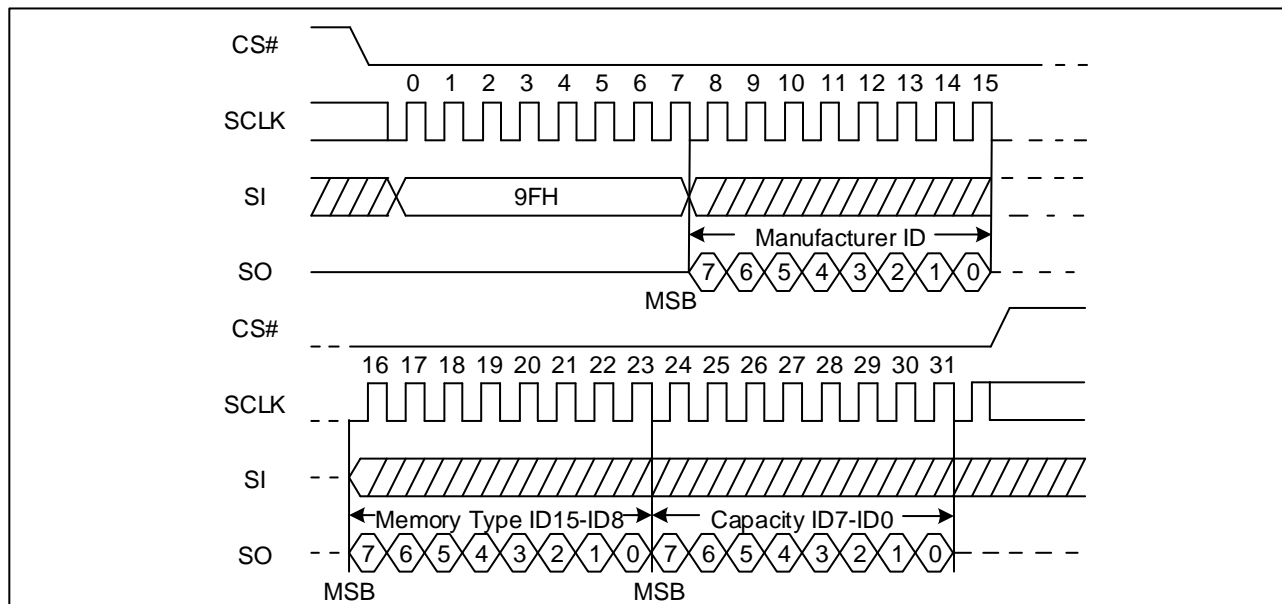 CS#
0 1 2 3 4 5 6 7 8 9 10 11 12 13 14 15
SCLK
SI 9FH
Manufacturer ID
SO 7 6 5 4 3 2 1 0
MSB
CS#
16 17 18 19 20 21 22 23 24 25 26 27 28 29 30 31
SCLK
SI
Memory Type ID15-ID8 Capacity ID7-ID0
SO 7 6 5 4 3 2 1 0 7 6 5 4 3 2 1 0
MSB MSB